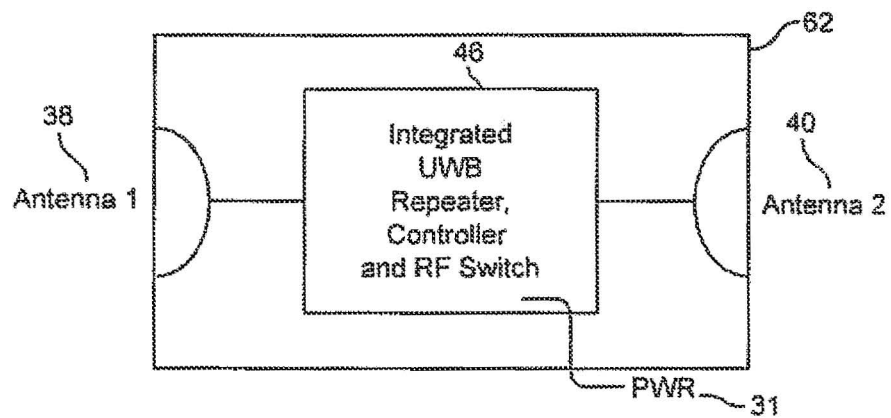 62
46
38
Antenna 1
Integrated
UWB
Repeater,
Controller
and RF Switch
40
Antenna 2
PWR
31